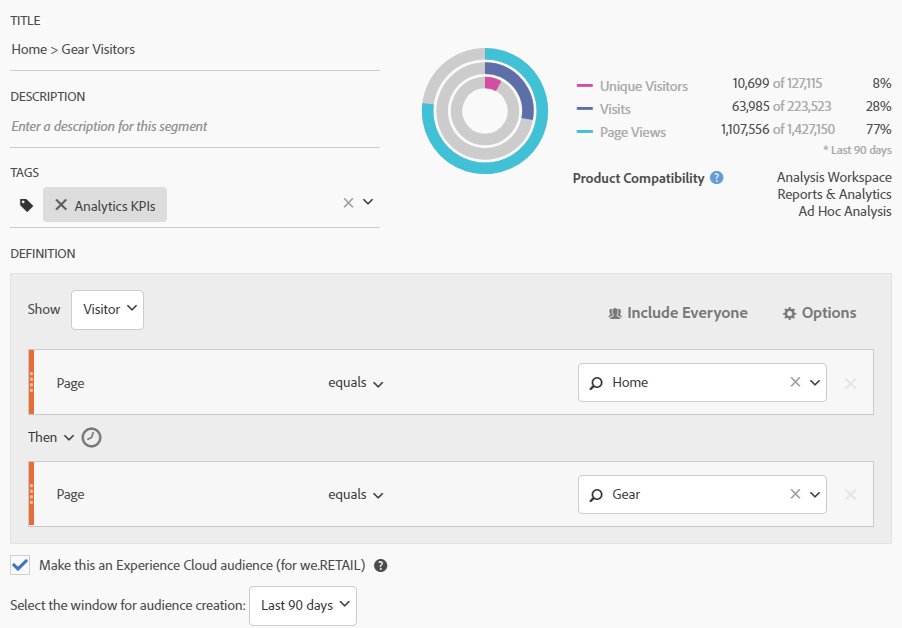 TITLE
Home > Gear Visitors
DESCRIPTION
Enter a description for this segment
TAGS
Analytics KPIs
Unique Visitors 10,699 of 127,115 8%
Visits 63,985 of 223,523 28%
Page Views 1,107,556 of 1,427,150 77%
* Last 90 days
Product Compatibility ? Analysis Workspace
Reports & Analytics
Ad Hoc Analysis
DEFINITION
Show Visitor Include Everyone Options
Page equals Home
Then
Page equals Gear
Make this an Experience Cloud audience (for we.RETAIL) ?
Select the window for audience creation: Last 90 days